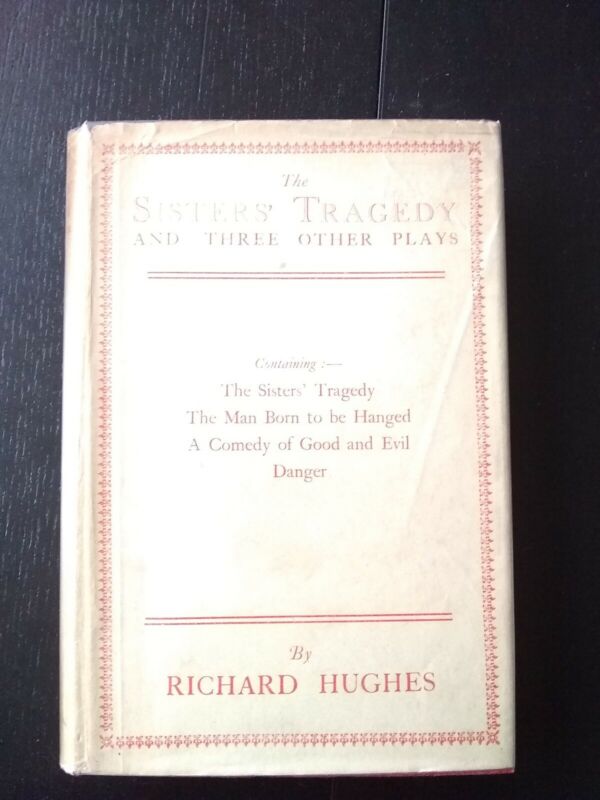 The
SISTERS' TRAGEDY
AND THREE OTHER PLAYS
Containing :—
The Sisters' Tragedy
The Man Born to be Hanged
A Comedy of Good and Evil
Danger
By
RICHARD HUGHES